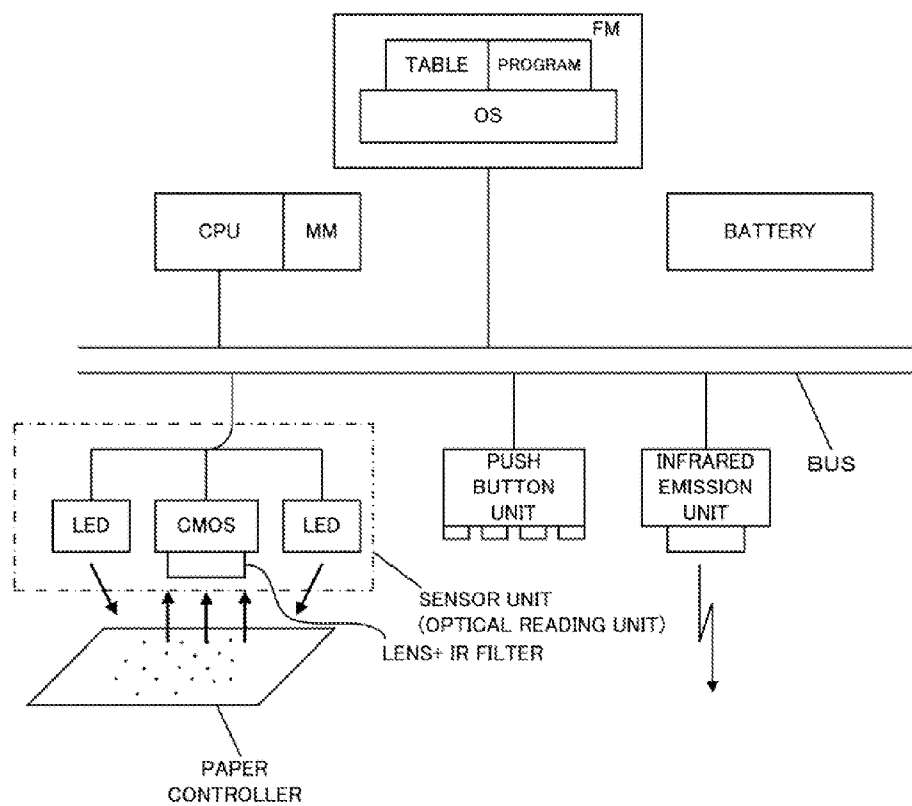 FM
TABLE
PROGRAM
OS
CPU
MM
BATTERY
BUS
PUSH
BUTTON
UNIT
INFRARED
EMISSION
UNIT
LED
CMOS
LED
SENSOR UNIT
(OPTICAL READING UNIT)
LENS+ IR FILTER
PAPER
CONTROLLER